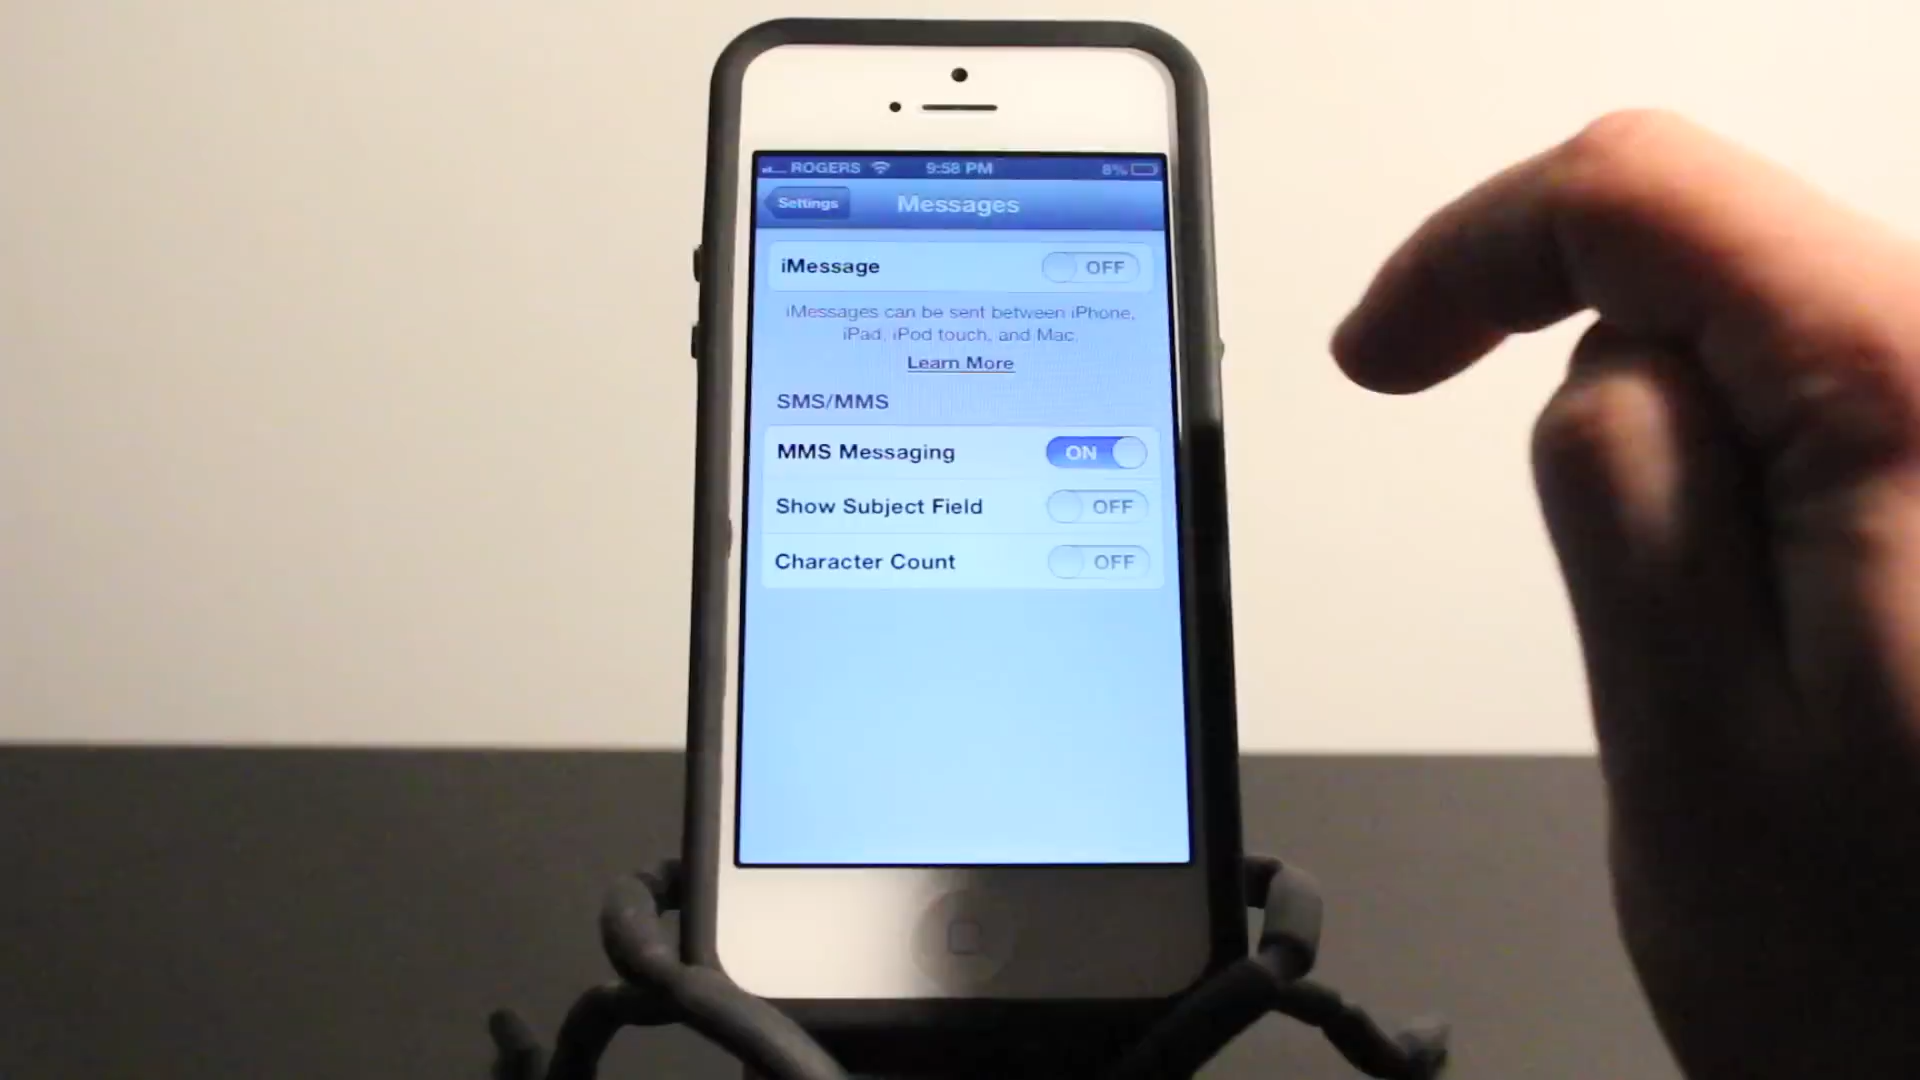 ROGERS 9:58 PM 8%
Settings Messages
iMessage OFF
iMessages can be sent between iPhone,
iPad, iPod touch, and Mac.
Learn More
SMS/MMS
MMS Messaging ON
Show Subject Field OFF
Character Count OFF